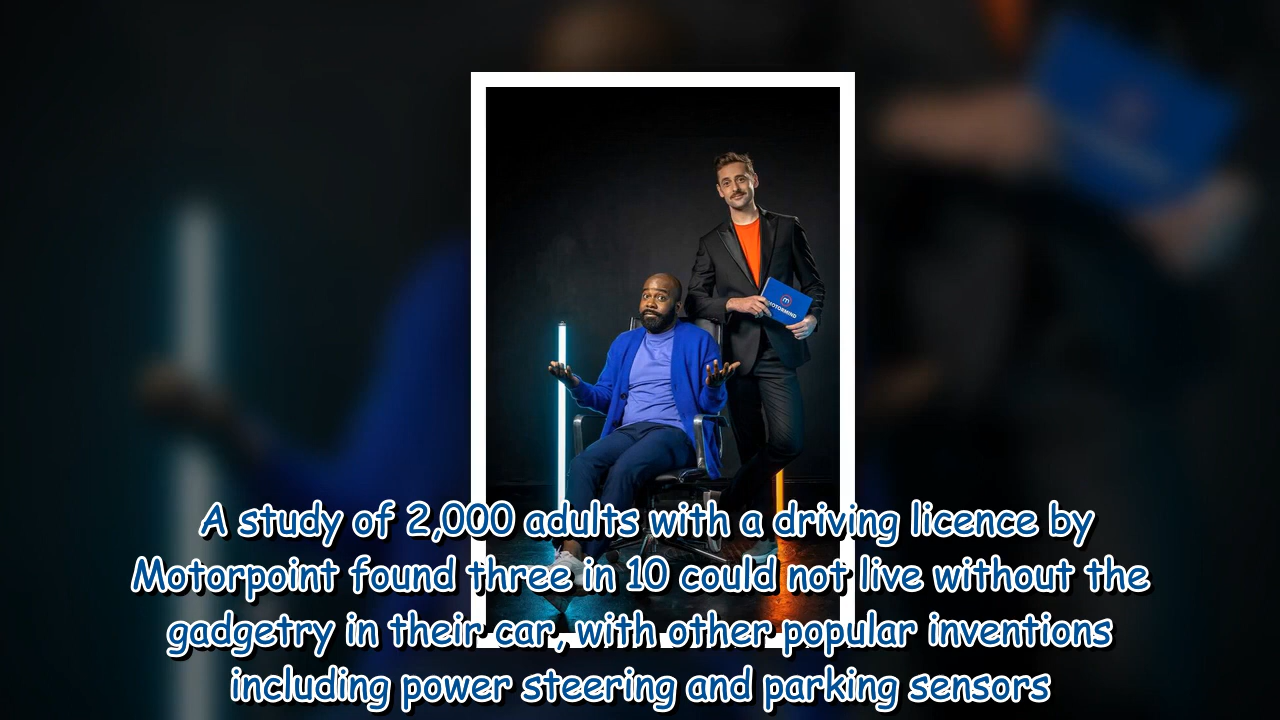 MOTORMIND
A study of 2,000 adults with a driving licence by
Motorpoint found three in 10 could not live without the
gadgetry in their car, with other popular inventions
including power steering and parking sensors